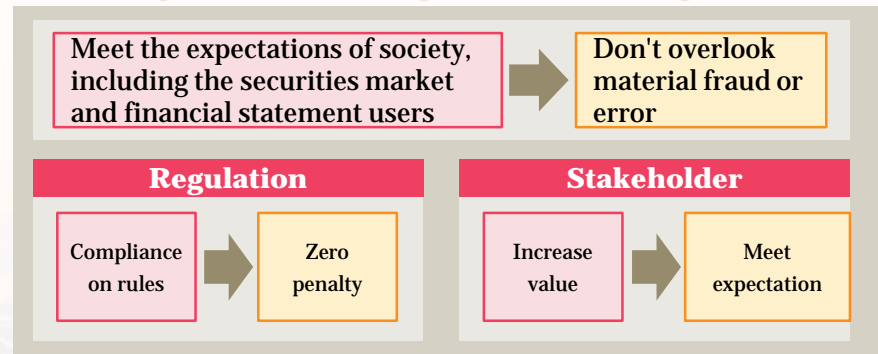 Meet the expectations of society,
including the securities market
and financial statement users
Don't overlook
material fraud or
error
Regulation
Compliance
on rules
Zero
penalty
Stakeholder
Increase
value
Meet
expectation